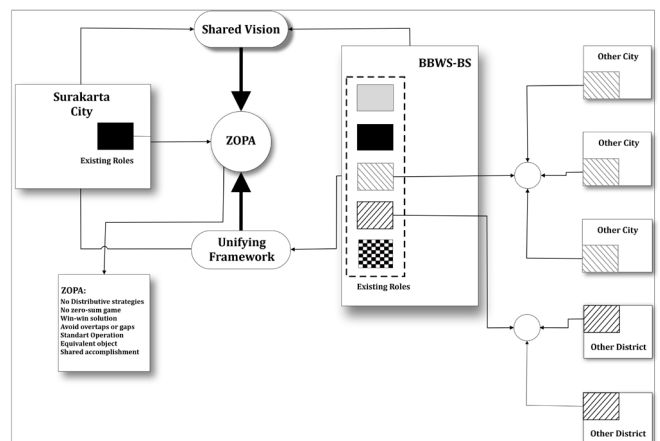 Shared Vision
BBWS-BS
Surakarta
City
Existing Roles
ZOPA
Unifying
Framework
Existing Roles
ZOPA:
No Distributive strategies
No zero-sum game
Win-win solution
Avoid overtaps or gaps
Standart Operation
Equivalent object
Shared accomplishment
Other City
Other City
Other City
Other District
Other District